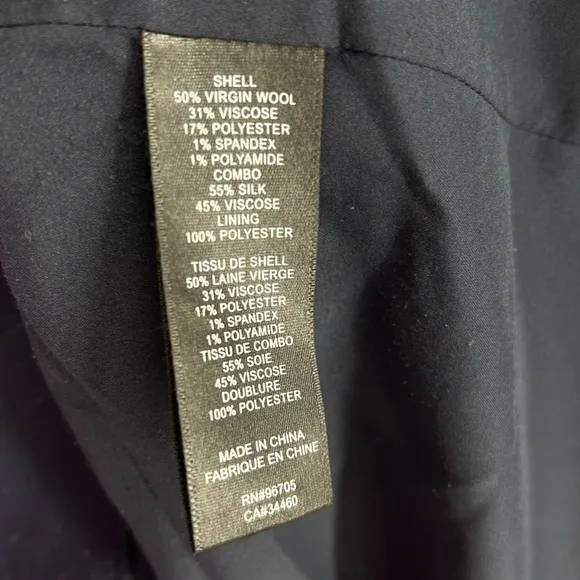 SHELL
50% VIRGIN WOOL
31% VISCOSE
17% POLYESTER
1% SPANDEX
1% POLYAMIDE
COMBO
55% SILK
45% VISCOSE
LINING
100% POLYESTER
TISSU DE SHELL
50% LAINE VIERGE
31% VISCOSE
17% POLYESTER
1% SPANDEX
1% POLYAMIDE
TISSU DE COMBO
55% SOIE
45% VISCOSE
DOUBLURE
100% POLYESTER
MADE IN CHINA
FABRIQUE EN CHINE
RN#96705
CA#34460